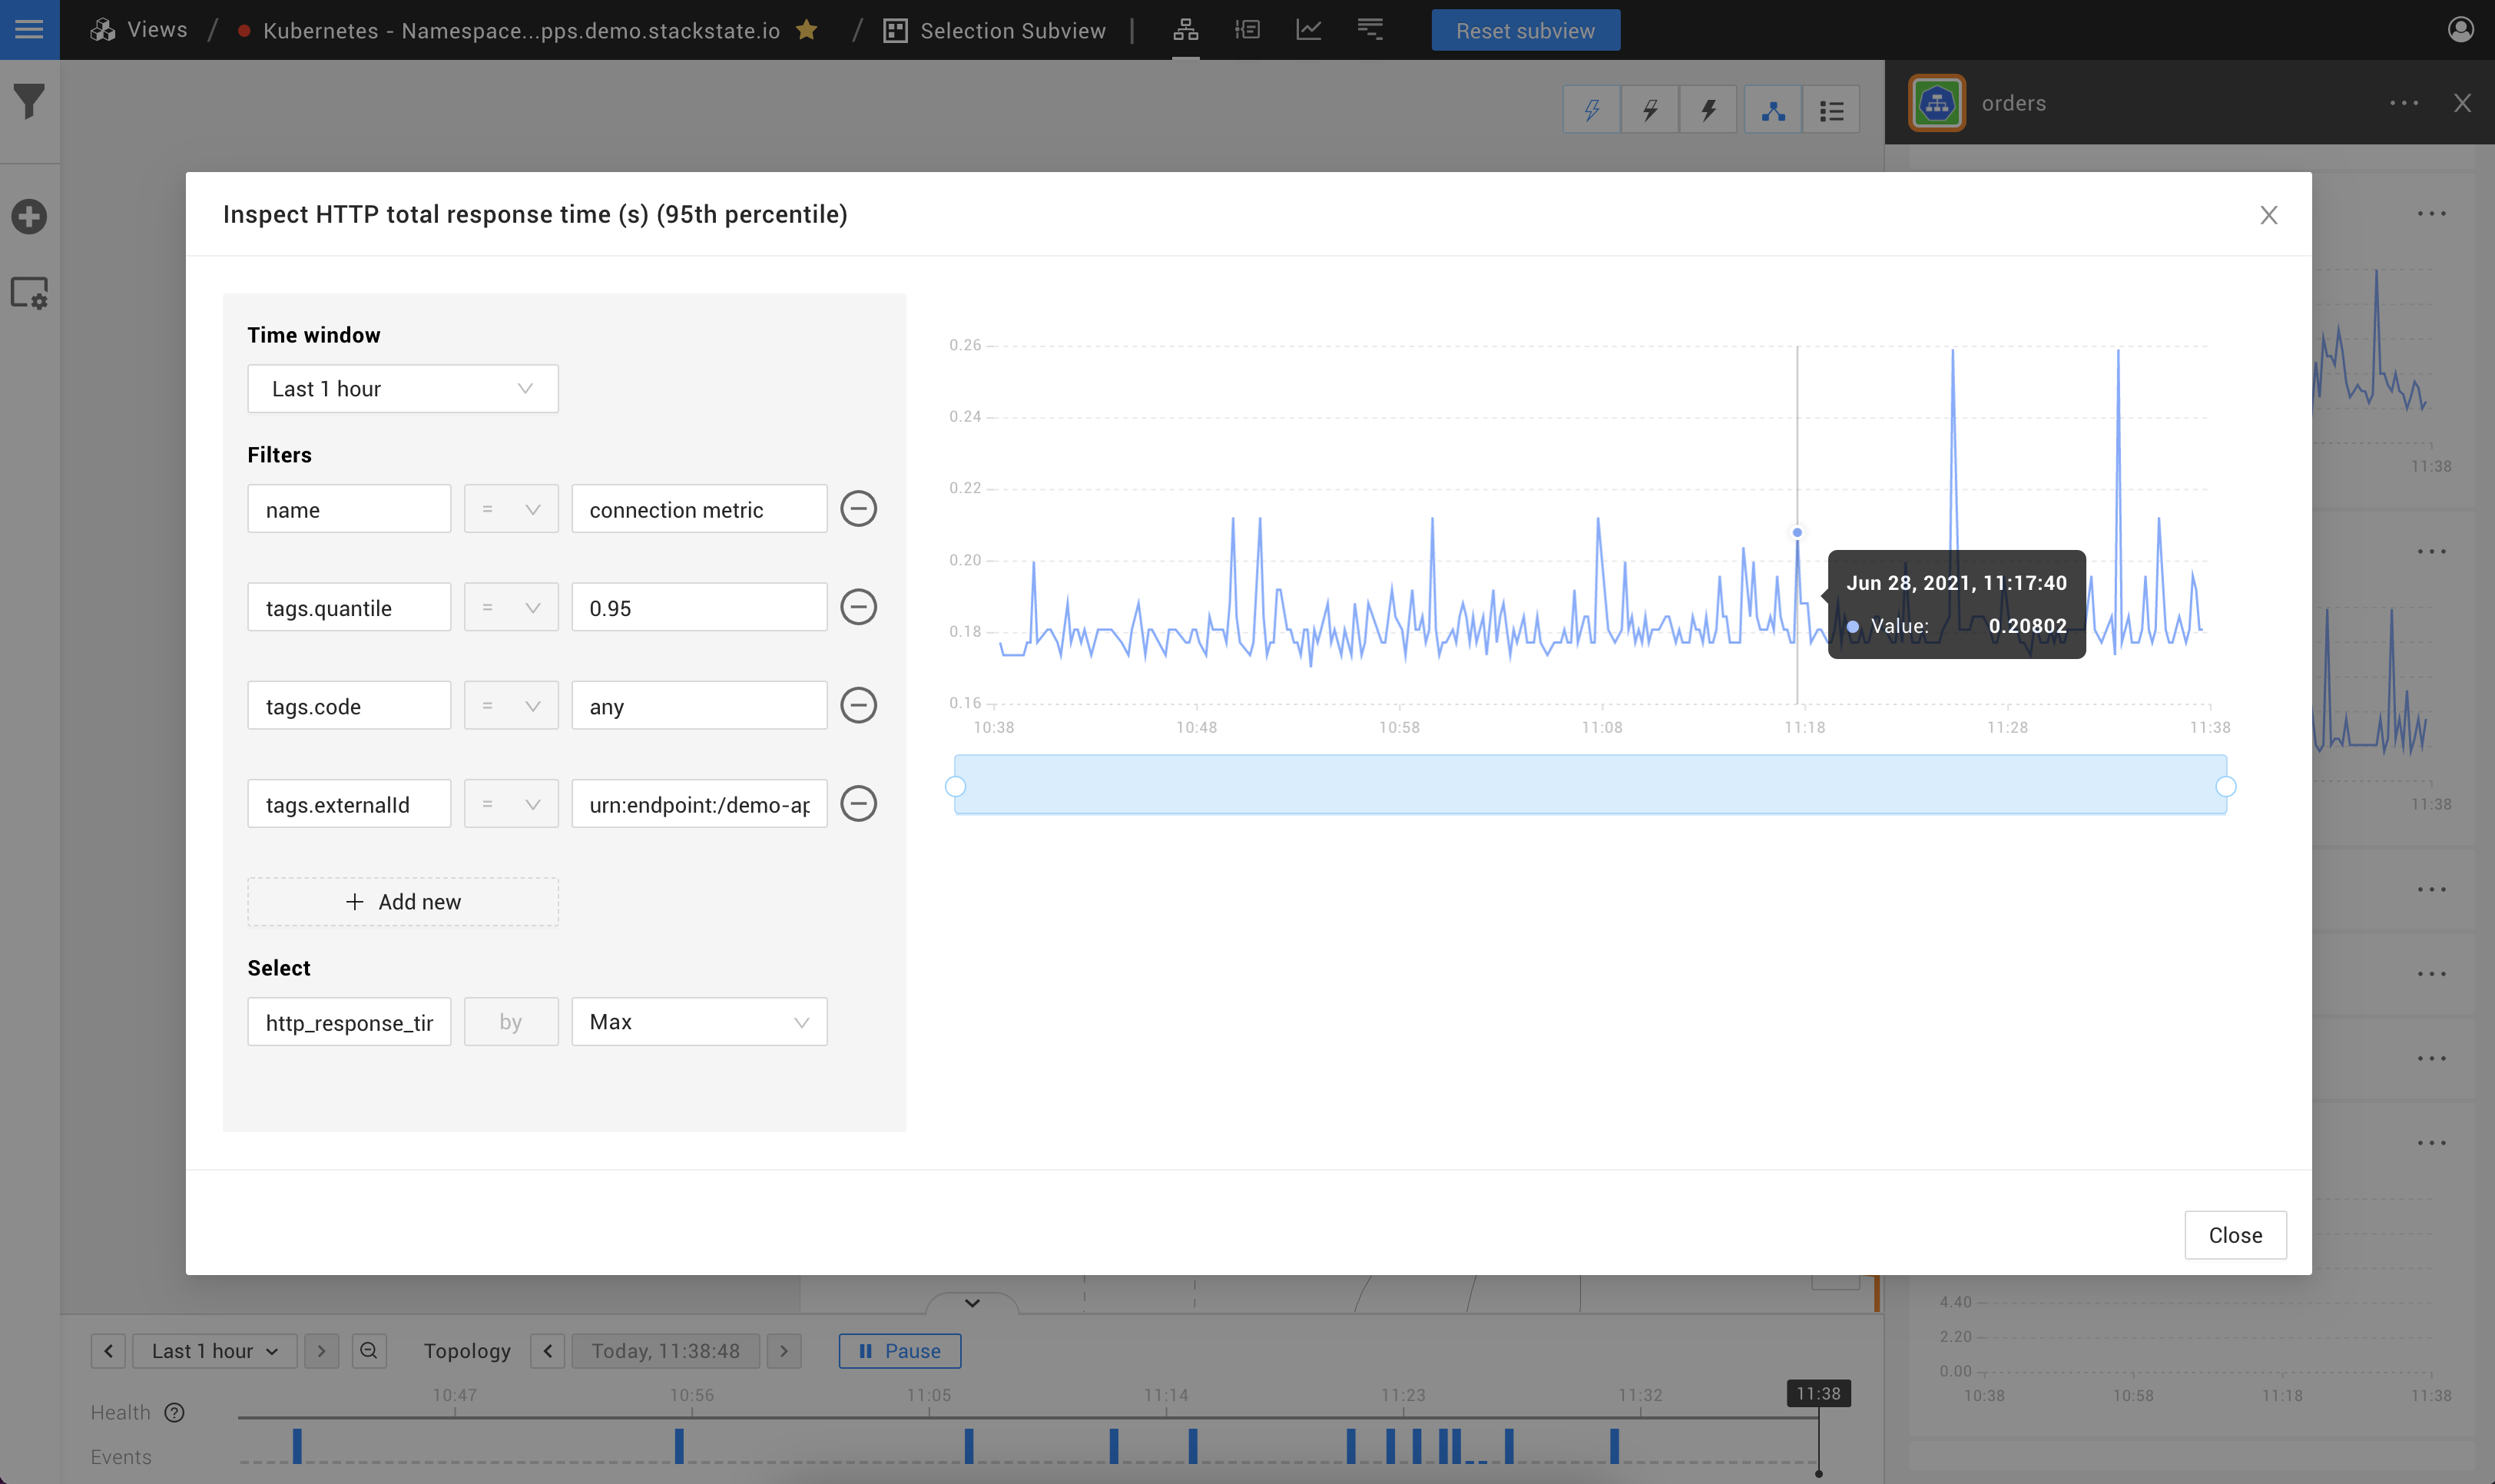 Views / Kubernetes - Namespace...pps.demo.stackstate.io / Selection Subview | Reset subview
orders
Inspect HTTP total response time (s) (95th percentile)
Time window
Last 1 hour
Filters
name = connection metric
tags.quantile = 0.95
tags.code = any
tags.externalId = urn:endpoint:/demo-ap
+ Add new
Select
http_response_tir by Max
0.26
0.24
0.22
0.20
0.18
0.16
10:38 10:48 10:58 11:08 11:18 11:28 11:38
Jun 28, 2021, 11:17:40
Value: 0.20802
11:38
11:38
Close
4.40
2.20
0.00
10:38 10:58 11:18 11:38
Last 1 hour Topology Today, 11:38:48 Pause
10:47 10:56 11:05 11:14 11:23 11:32 11:38
Health ?
Events